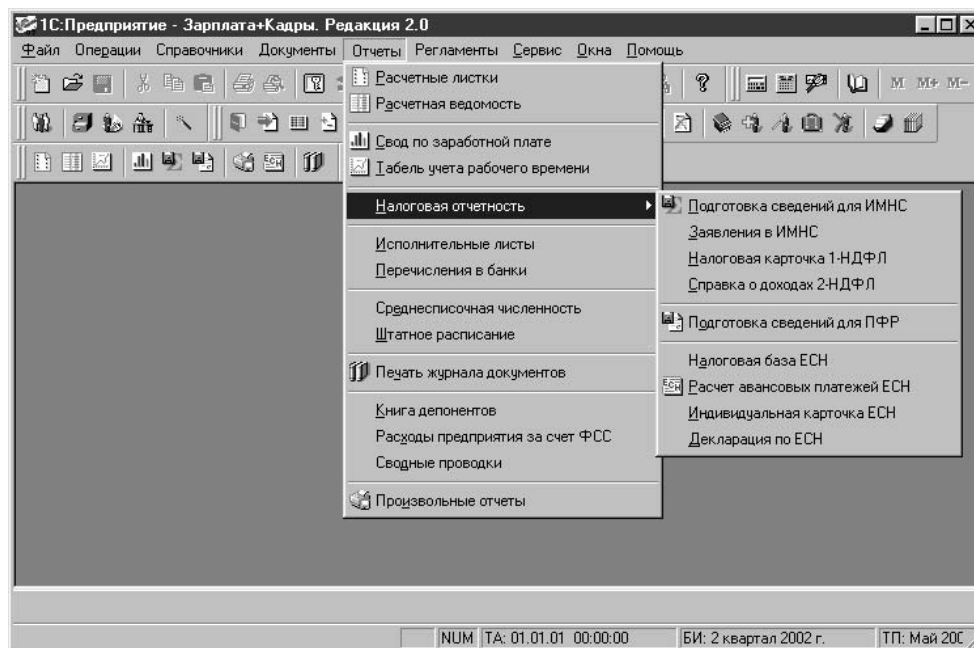 1С:Предприятие - Зарплата+Кадры. Редакция 2.0
Файл Операции Справочники Документы Отчеты Регламенты Сервис Окна Помощь
M M+ M-
Расчетные листки
Расчетная ведомость
Свод по заработной плате
Табель учета рабочего времени
Налоговая отчетность
Исполнительные листы
Перечисления в банки
Среднесписочная численность
Штатное расписание
Печать журнала документов
Книга депонентов
Расходы предприятия за счет ФСС
Сводные проводки
Произвольные отчеты
Подготовка сведений для ИМНС
Заявления в ИМНС
Налоговая карточка 1-НДФЛ
Справка о доходах 2-НДФЛ
Подготовка сведений для ПФР
Налоговая база ЕСН
Расчет авансовых платежей ЕСН
Индивидуальная карточка ЕСН
Декларация по ЕСН
NUM ТА: 01.01.01 00:00:00 БИ: 2 квартал 2002 г. ТП: Май 200